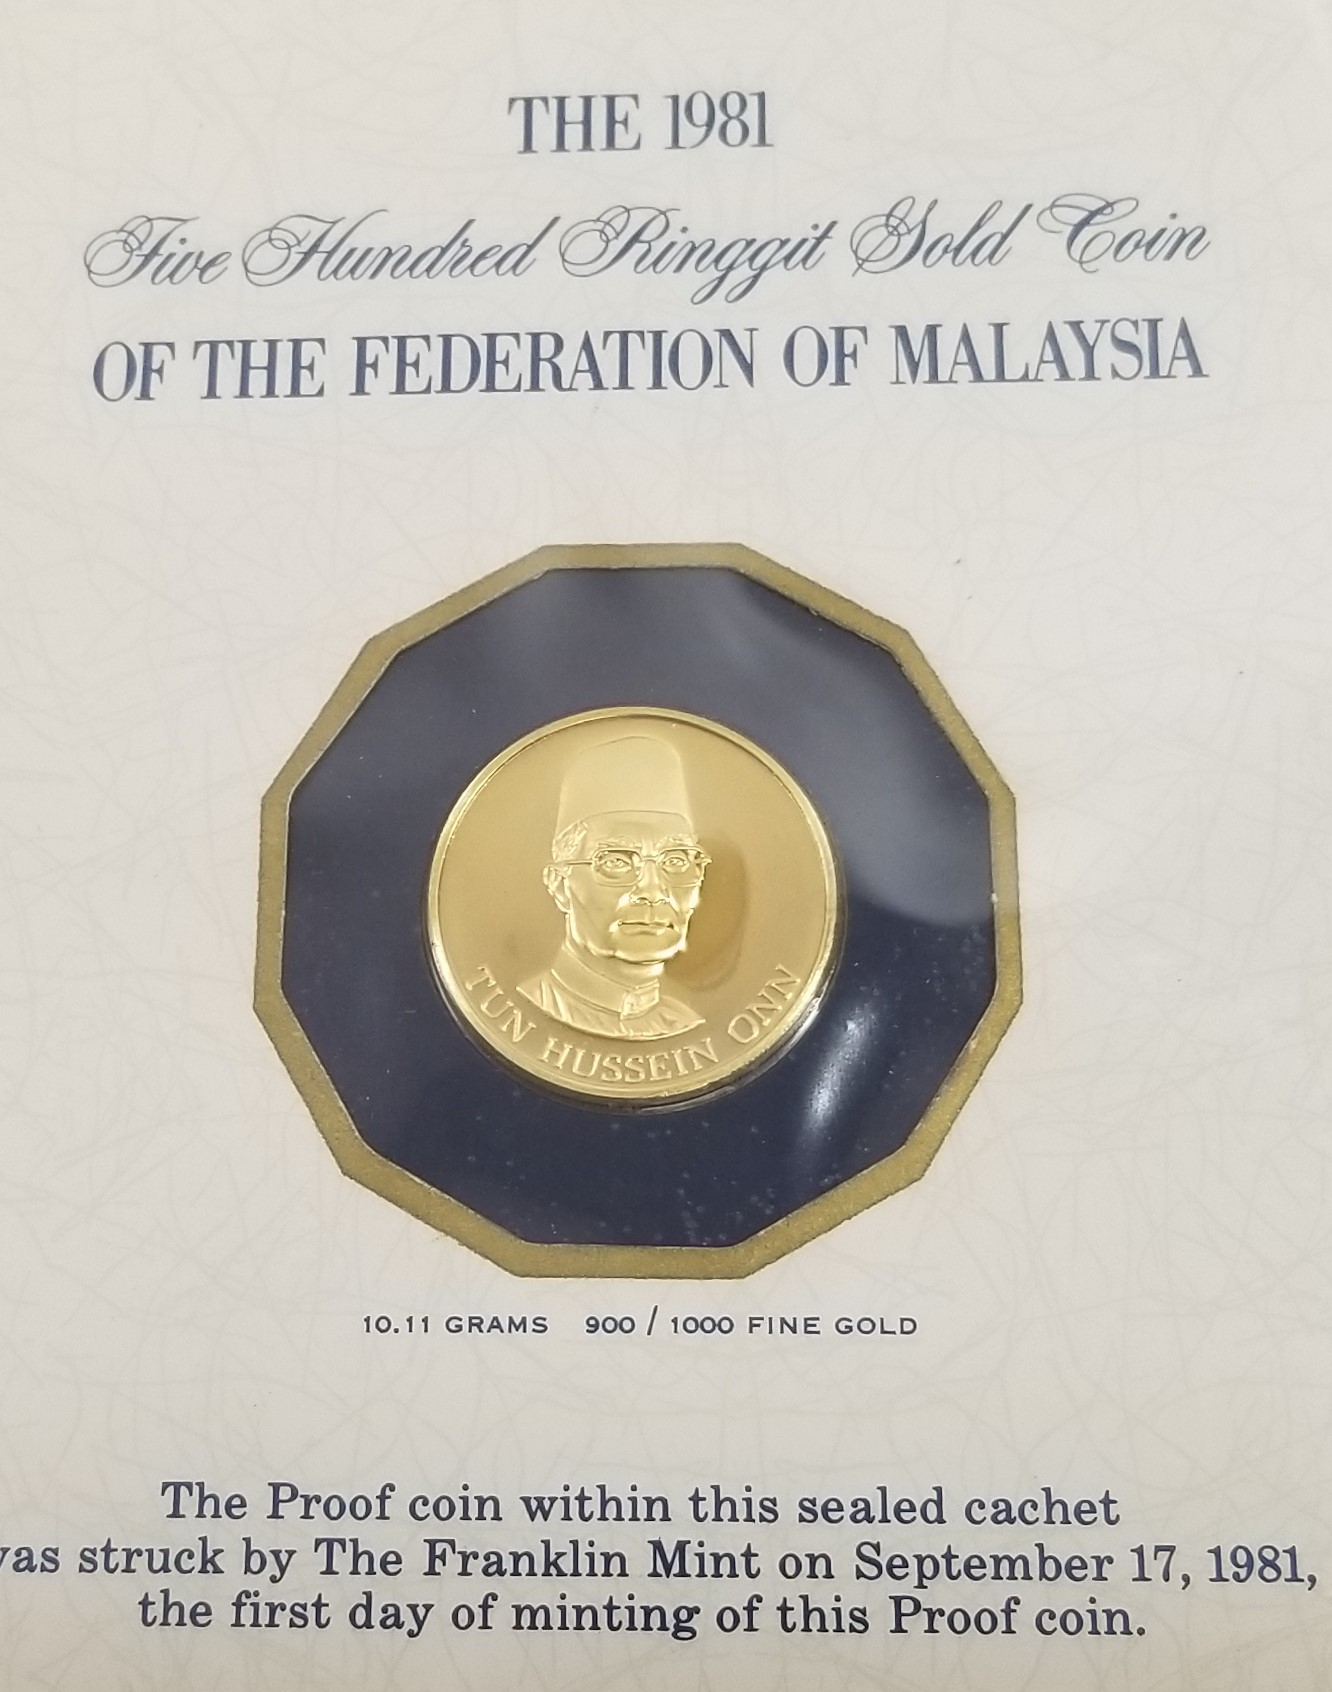 THE 1981
Five Hundred Ringgit Gold Coin
OF THE FEDERATION OF MALAYSIA
TUN HUSSEIN ONN
10.11 GRAMS 900 / 1000 FINE GOLD
The Proof coin within this sealed cachet
was struck by The Franklin Mint on September 17, 1981,
the first day of minting of this Proof coin.